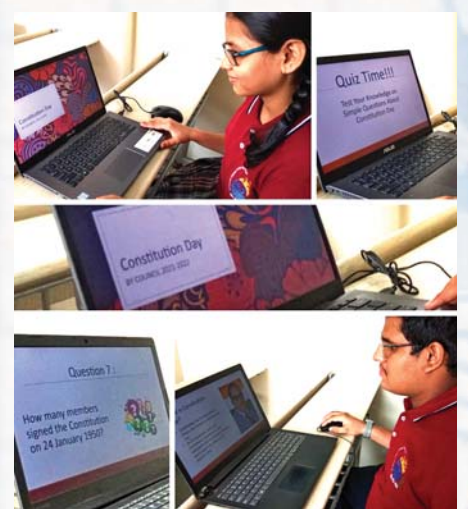 Constitution Day
Quiz Time!!!
Test Your Knowledge on
Simple Questions About
Constitution Day
ASUS
Constitution Day
BY COUNCIL 2021-2022
Question 7 :
How many members
signed the Constitution
on 24 January 1950?